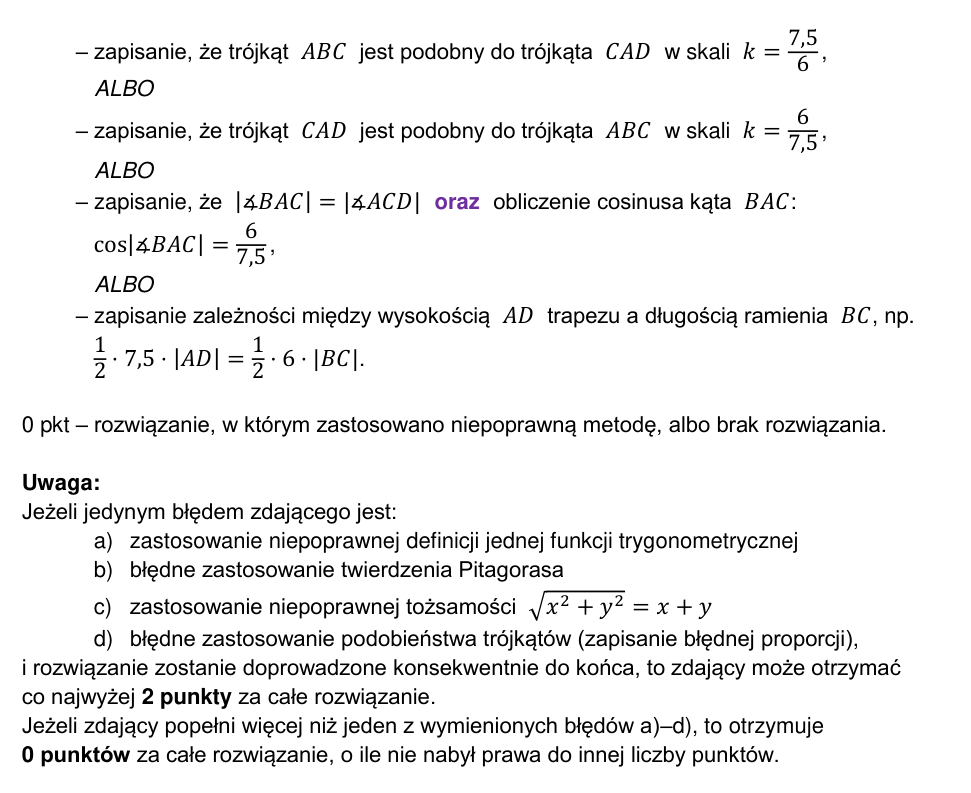 – zapisanie, że trójkąt ABC jest podobny do trójkąta CAD w skali k = 7,5/6,
ALBO
– zapisanie, że trójkąt CAD jest podobny do trójkąta ABC w skali k = 6/7,5,
ALBO
– zapisanie, że |∡BAC| = |∡ACD| oraz obliczenie cosinusa kąta BAC:
cos|∡BAC| = 6/7,5,
ALBO
– zapisanie zależności między wysokością AD trapezu a długością ramienia BC, np.
1/2 · 7,5 · |AD| = 1/2 · 6 · |BC|.
0 pkt – rozwiązanie, w którym zastosowano niepoprawną metodę, albo brak rozwiązania.
Uwaga:
Jeżeli jedynym błędem zdającego jest:
a) zastosowanie niepoprawnej definicji jednej funkcji trygonometrycznej
b) błędne zastosowanie twierdzenia Pitagorasa
c) zastosowanie niepoprawnej tożsamości √(x² + y²) = x + y
d) błędne zastosowanie podobieństwa trójkątów (zapisanie błędnej proporcji),
i rozwiązanie zostanie doprowadzone konsekwentnie do końca, to zdający może otrzymać
co najwyżej 2 punkty za całe rozwiązanie.
Jeżeli zdający popełni więcej niż jeden z wymienionych błędów a)–d), to otrzymuje
0 punktów za całe rozwiązanie, o ile nie nabył prawa do innej liczby punktów.